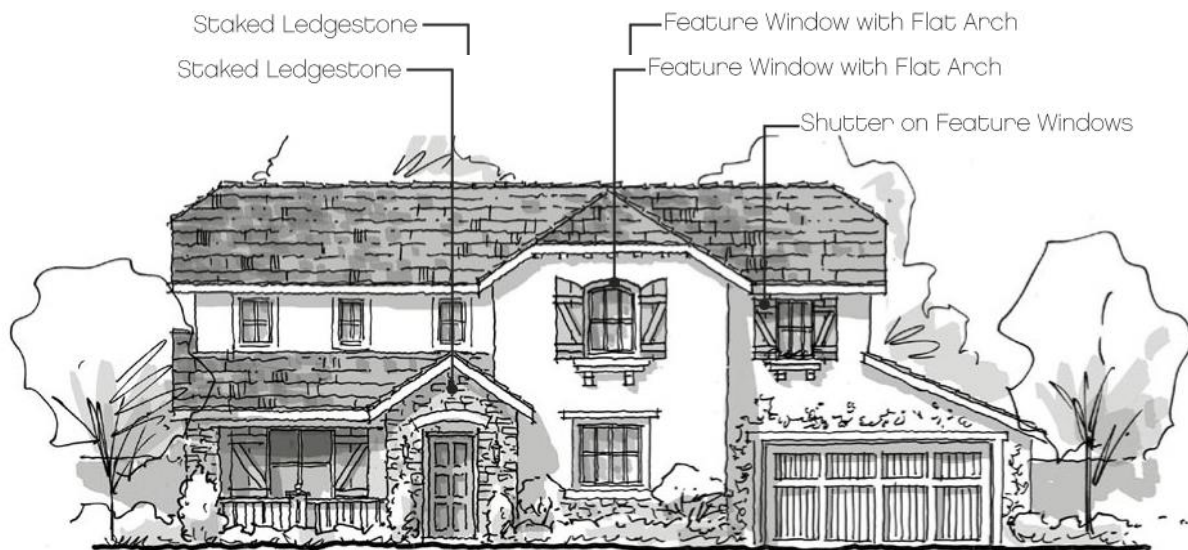 Staked Ledgestone
Feature Window with Flat Arch
Staked Ledgestone
Feature Window with Flat Arch
Shutter on Feature Windows